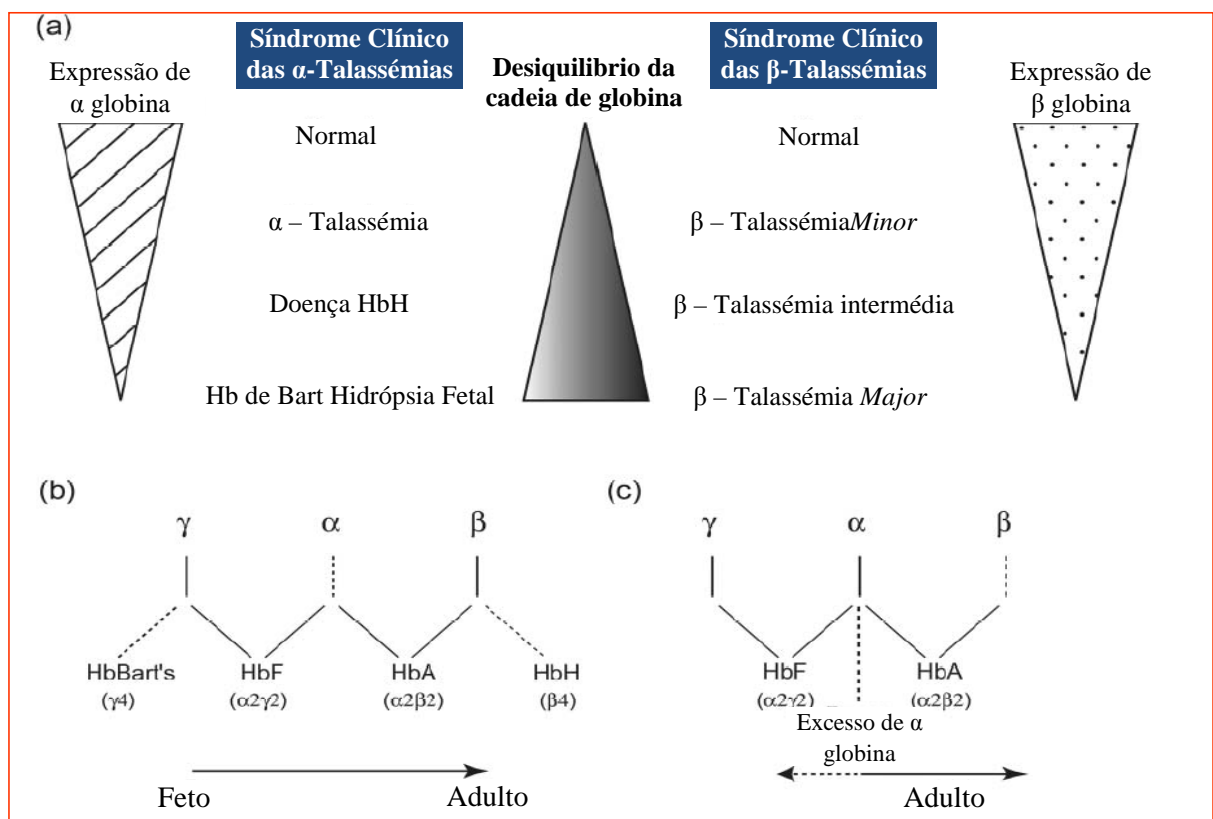 (a)
Expressão de
α globina
Síndrome Clínico
das α-Talassémias
Desiquilibrio da
cadeia de globina
Síndrome Clínico
das β-Talassémias
Expressão de
β globina
Normal
Normal
α – Talassémia
β – TalassémiaMinor
Doença HbH
β – Talassémia intermédia
Hb de Bart Hidrópsia Fetal
β – Talassémia Major
(b)
γ α β
HbBart's HbF HbA HbH
(γ4) (α2γ2) (α2β2) (β4)
Feto Adulto
(c)
γ α β
HbF HbA
(α2γ2) (α2β2)
Excesso de α
globina
Adulto